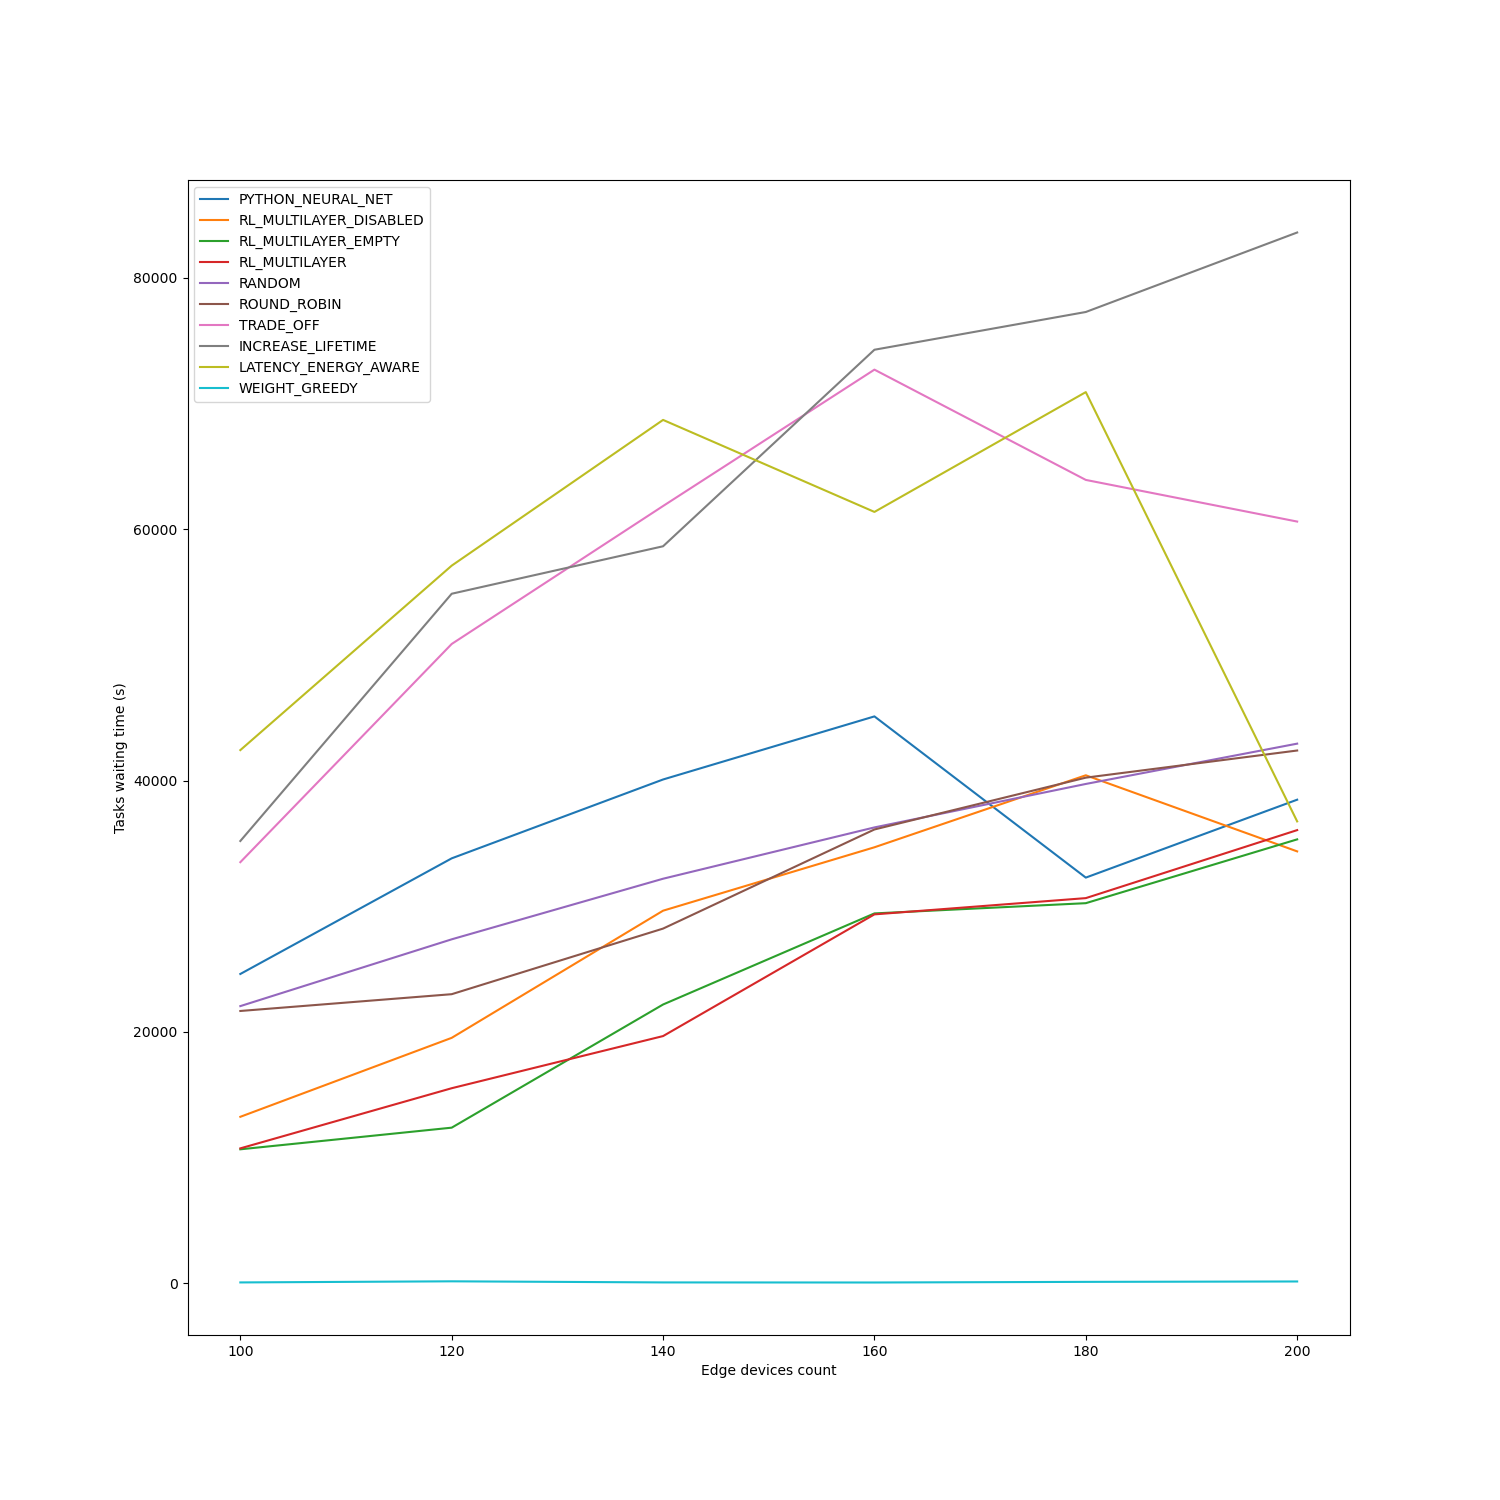 PYTHON_NEURAL_NET
RL_MULTILAYER_DISABLED
RL_MULTILAYER_EMPTY
RL_MULTILAYER
RANDOM
ROUND_ROBIN
TRADE_OFF
INCREASE_LIFETIME
LATENCY_ENERGY_AWARE
WEIGHT_GREEDY
80000
60000
40000
20000
0
Tasks waiting time (s)
100 120 140 160 180 200
Edge devices count